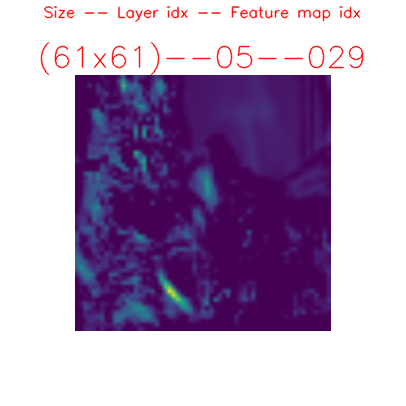 Size -- Layer idx -- Feature map idx
(61x61)--05--029